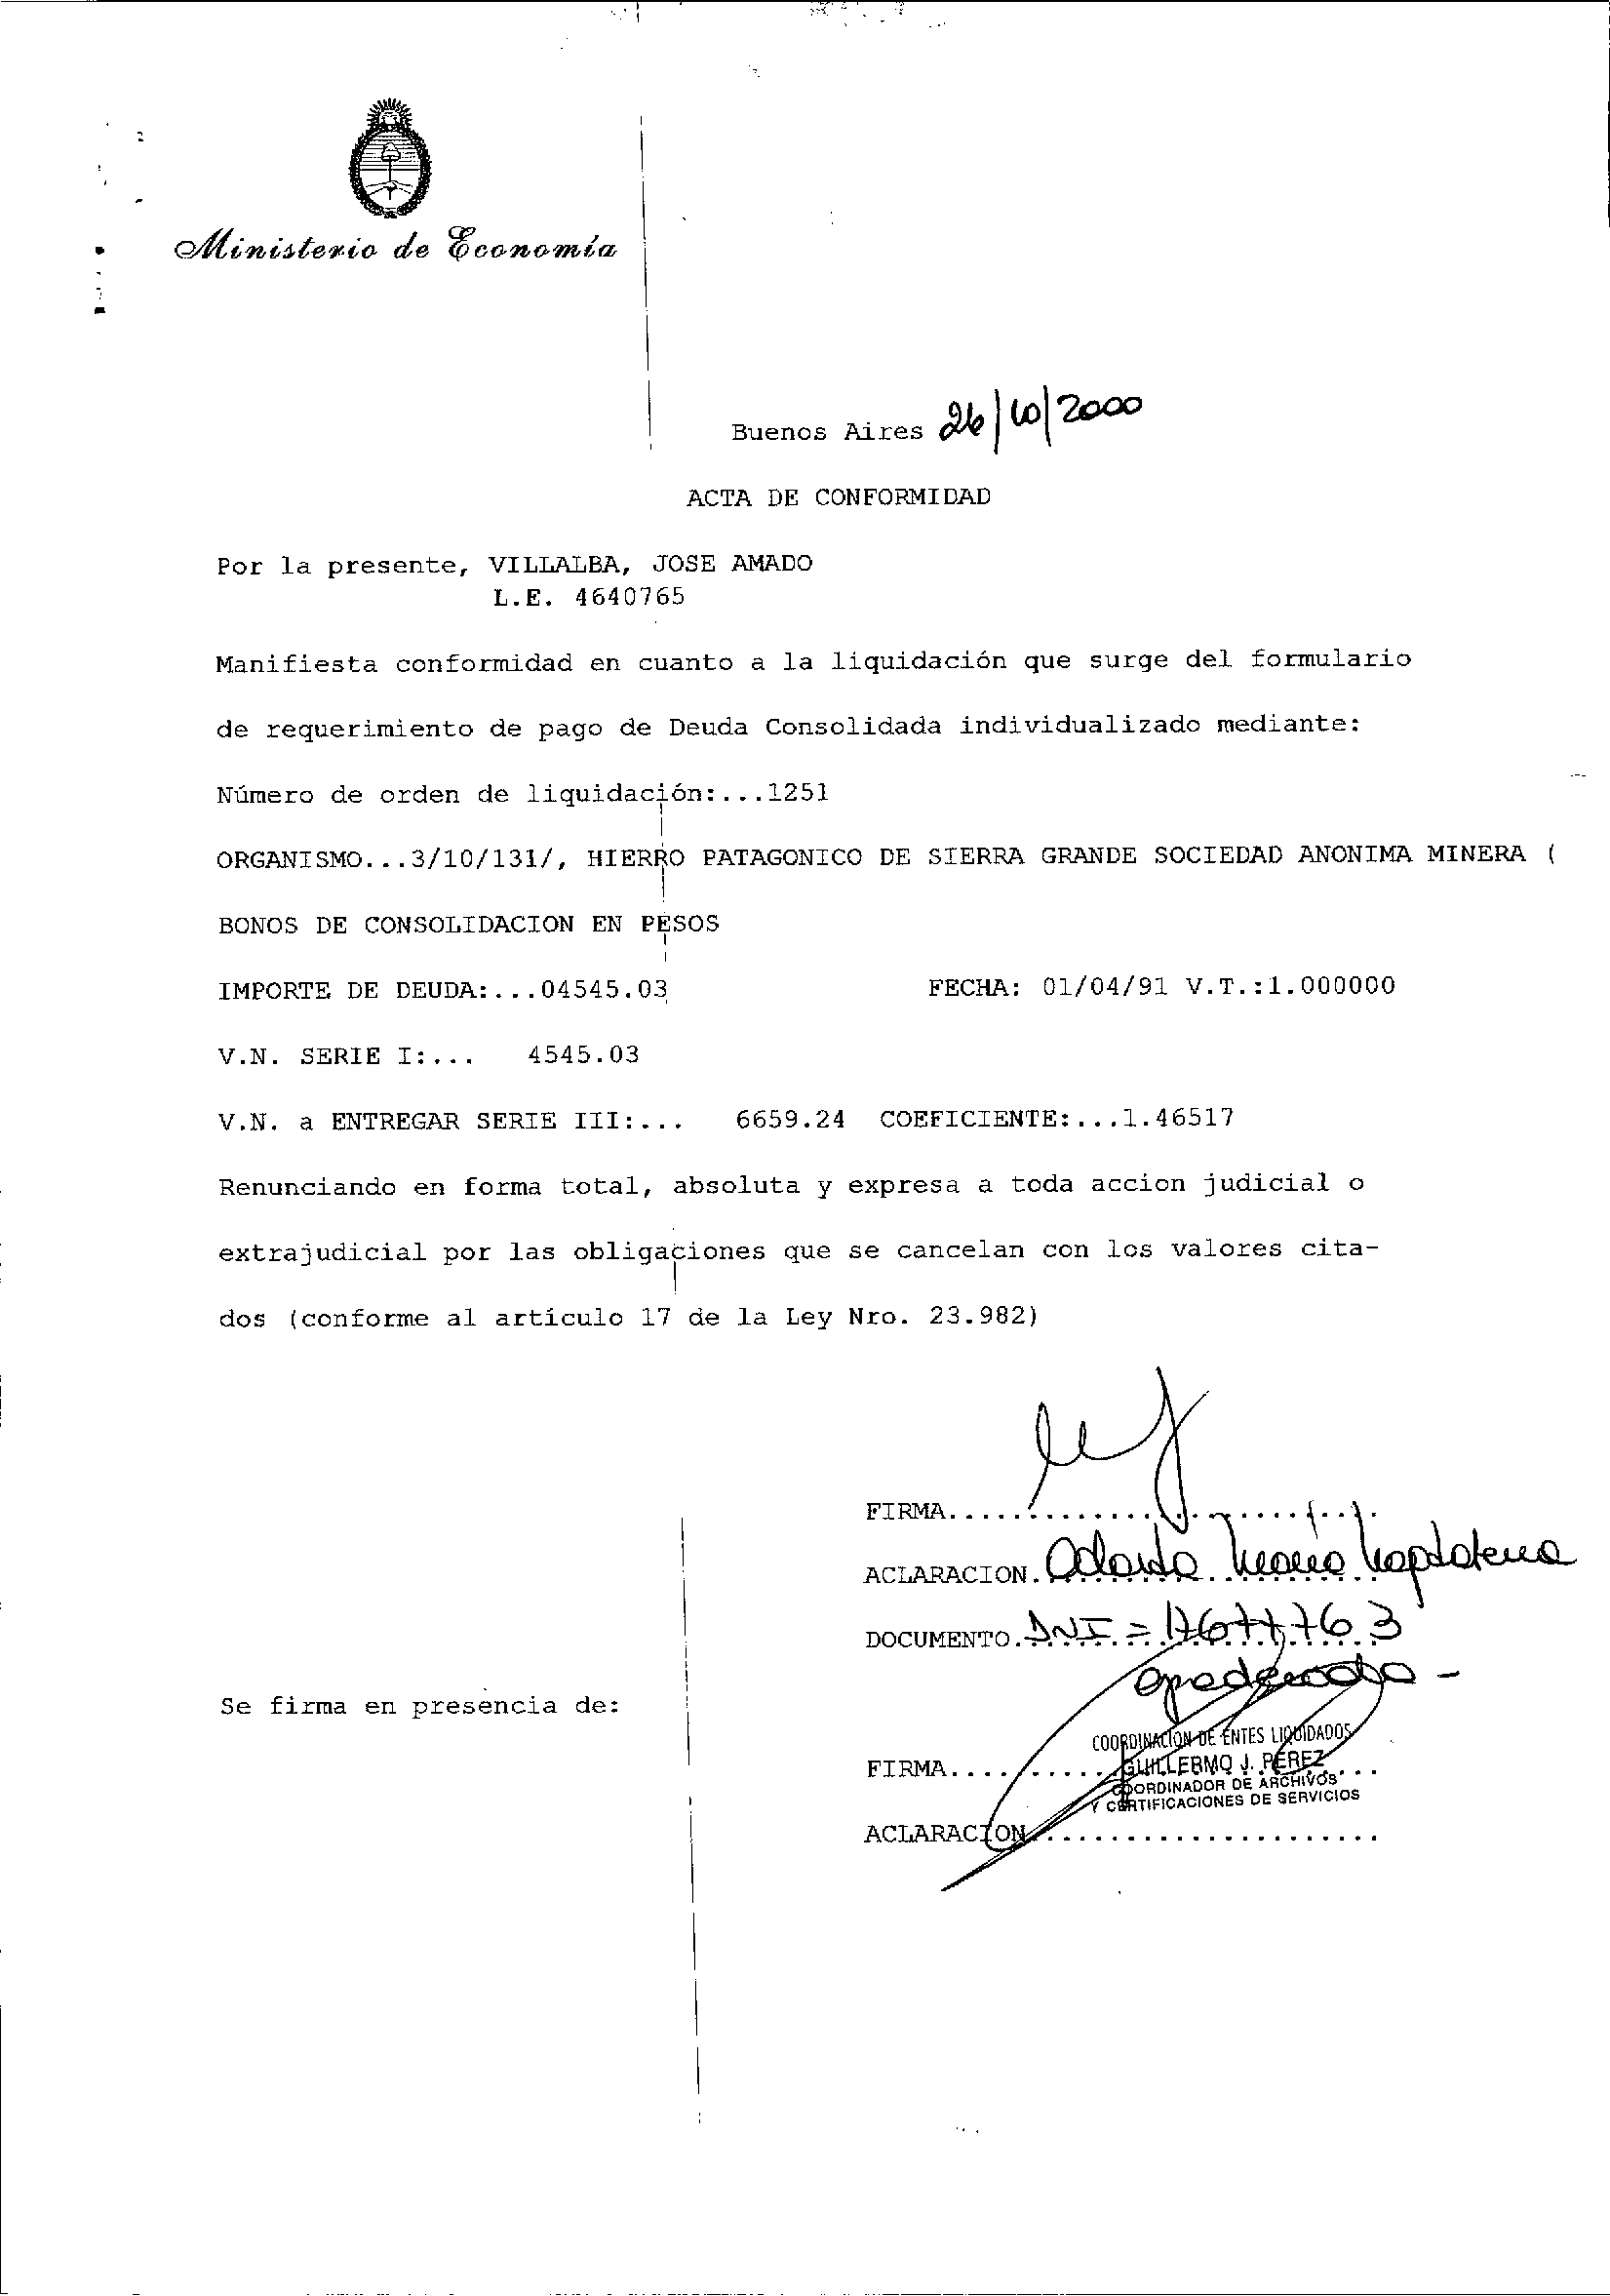 Ministerio de Economía
Buenos Aires 26/10/2000
ACTA DE CONFORMIDAD
Por la presente, VILLALBA, JOSE AMADO
L.E. 4640765
Manifiesta conformidad en cuanto a la liquidación que surge del formulario
de requerimiento de pago de Deuda Consolidada individualizado mediante:
Número de orden de liquidación:...1251
ORGANISMO...3/10/131/, HIERRO PATAGONICO DE SIERRA GRANDE SOCIEDAD ANONIMA MINERA (
BONOS DE CONSOLIDACION EN PESOS
IMPORTE DE DEUDA:...04545.03 FECHA: 01/04/91 V.T.:1.000000
V.N. SERIE I:... 4545.03
V.N. a ENTREGAR SERIE III:... 6659.24 COEFICIENTE:...1.46517
Renunciando en forma total, absoluta y expresa a toda accion judicial o
extrajudicial por las obligaciones que se cancelan con los valores cita-
dos (conforme al artículo 17 de la Ley Nro. 23.982)
FIRMA
ACLARACION. María Magdalena
DOCUMENTO. DNI = 17677763
apoderada -
Se firma en presencia de:
COORDINACION DE ENTES LIQUIDADOS
FIRMA.... GUILLERMO J. PEREZ
COORDINADOR DE ARCHIVOS
Y CERTIFICACIONES DE SERVICIOS
ACLARACION